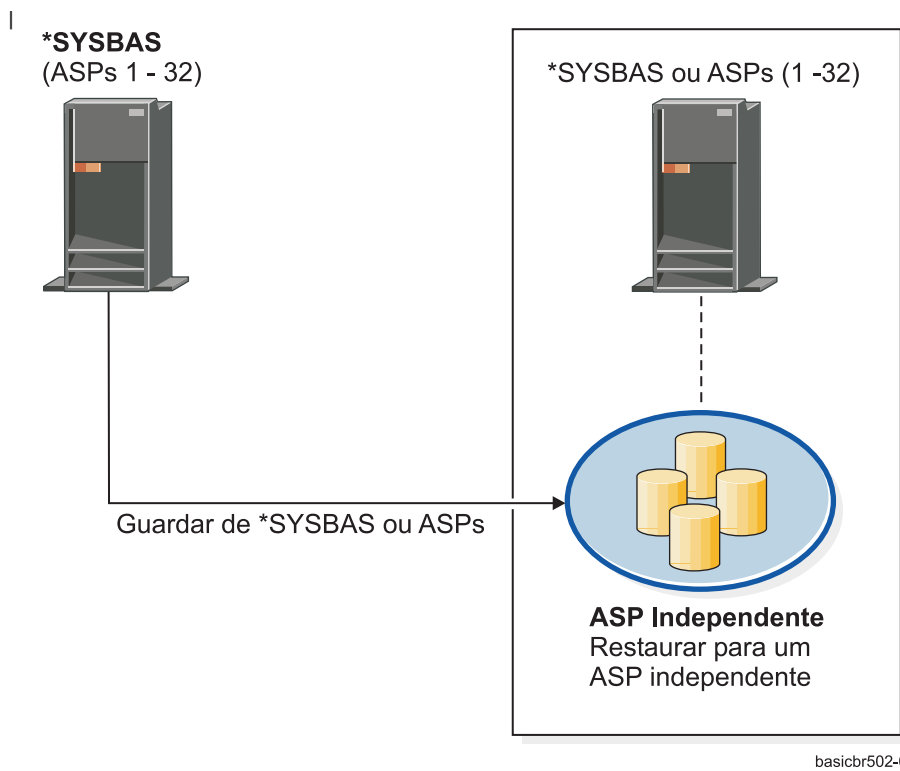 *SYSBAS
(ASPs 1 - 32)
*SYSBAS ou ASPs (1 -32)
Guardar de *SYSBAS ou ASPs
ASP Independente
Restaurar para um
ASP independente